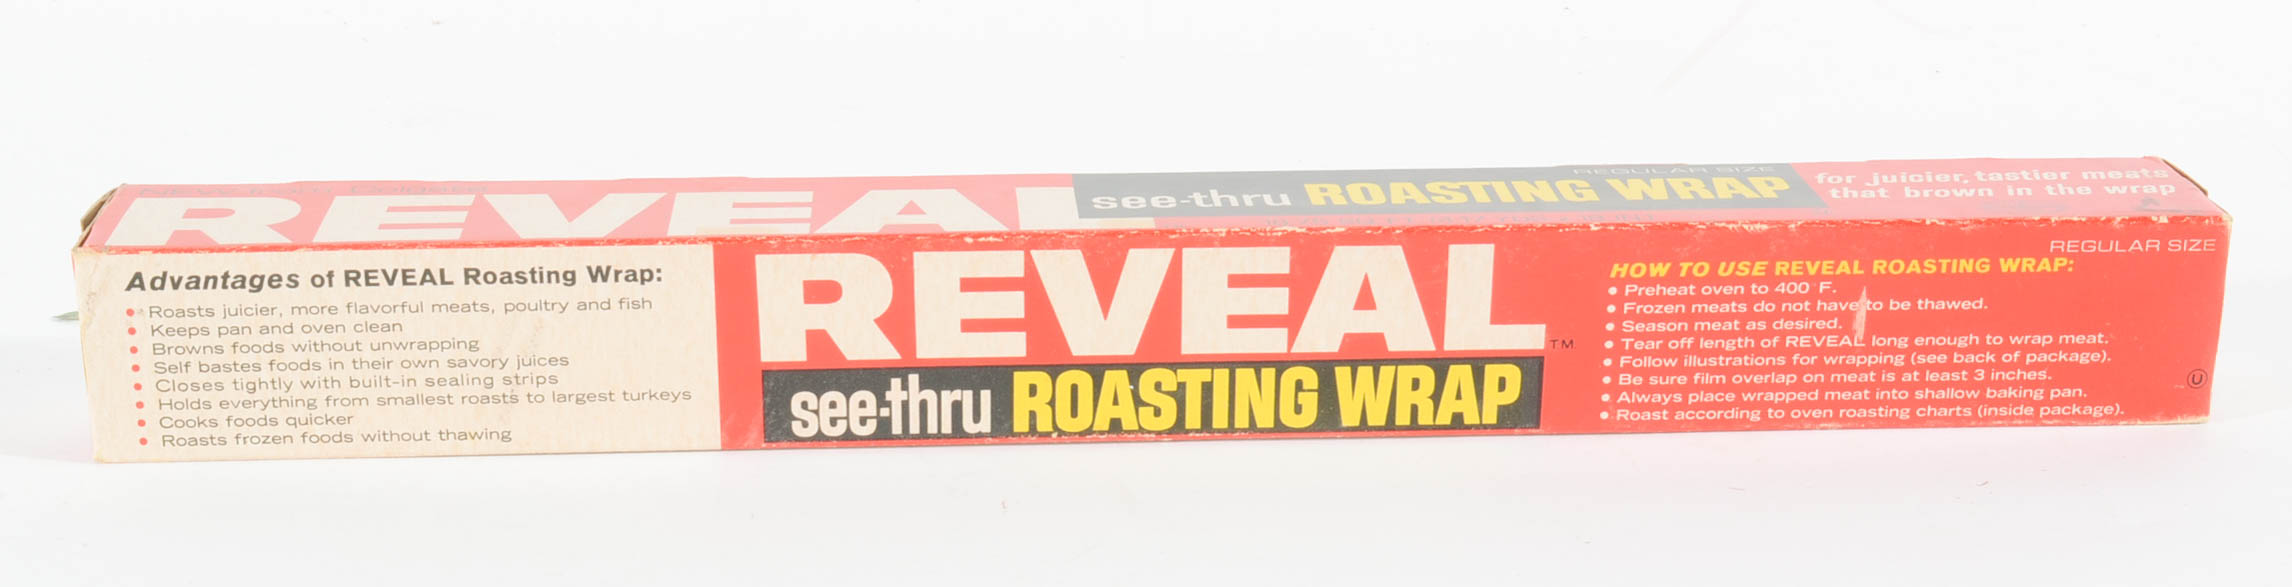 New from Colgate
REVEAL
REGULAR SIZE
see-thru ROASTING WRAP
for juicier, tastier meats
that brown in the wrap
Advantages of REVEAL Roasting Wrap:
• Roasts juicier, more flavorful meats, poultry and fish
• Keeps pan and oven clean
• Browns foods without unwrapping
• Self bastes foods in their own savory juices
• Closes tightly with built-in sealing strips
• Holds everything from smallest roasts to largest turkeys
• Cooks foods quicker
• Roasts frozen foods without thawing
REVEAL T.M.
see-thru ROASTING WRAP
REGULAR SIZE
HOW TO USE REVEAL ROASTING WRAP:
• Preheat oven to 400°F.
• Frozen meats do not have to be thawed.
• Season meat as desired.
• Tear off length of REVEAL long enough to wrap meat.
• Follow illustrations for wrapping (see back of package).
• Be sure film overlap on meat is at least 3 inches.
• Always place wrapped meat into shallow baking pan.
• Roast according to oven roasting charts (inside package).
U